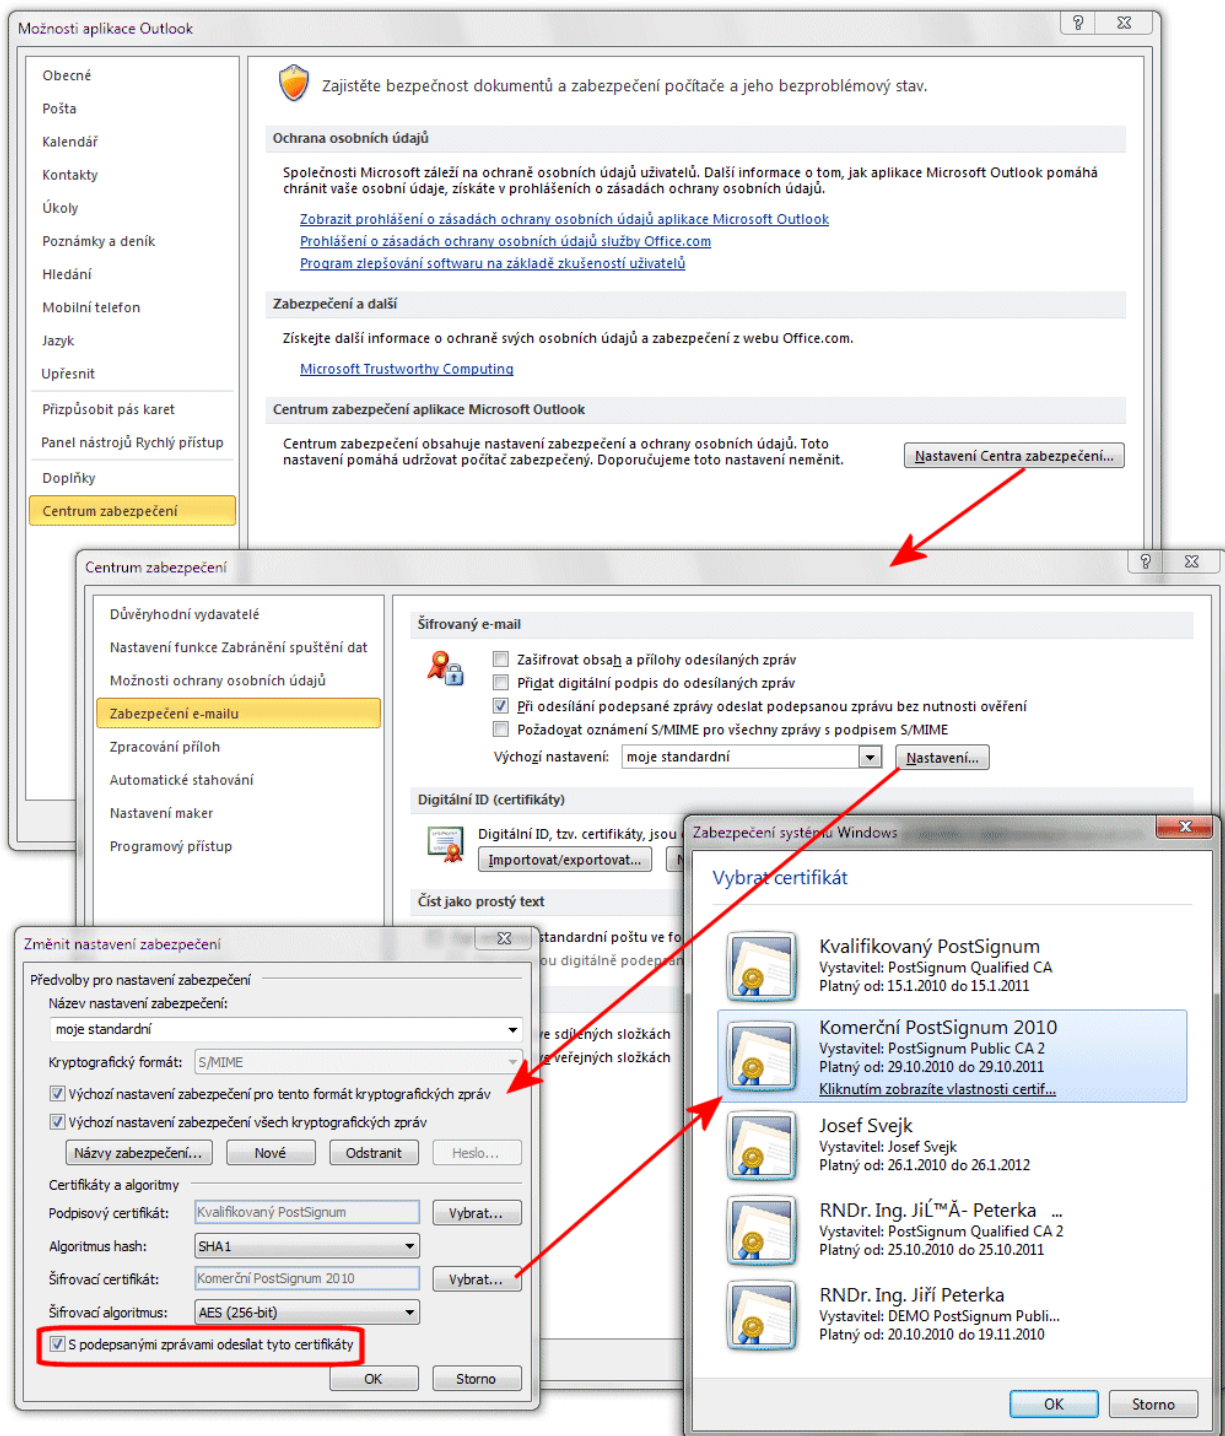 Možnosti aplikace Outlook
Obecné
Pošta
Kalendář
Kontakty
Úkoly
Poznámky a deník
Hledání
Mobilní telefon
Jazyk
Upřesnit
Přizpůsobit pás karet
Panel nástrojů Rychlý přístup
Doplňky
Centrum zabezpečení
Zajistěte bezpečnost dokumentů a zabezpečení počítače a jeho bezproblémový stav.
Ochrana osobních údajů
Společnosti Microsoft záleží na ochraně osobních údajů uživatelů. Další informace o tom, jak aplikace Microsoft Outlook pomáhá
chránit vaše osobní údaje, získáte v prohlášeních o zásadách ochrany osobních údajů.
Zobrazit prohlášení o zásadách ochrany osobních údajů aplikace Microsoft Outlook
Prohlášení o zásadách ochrany osobních údajů služby Office.com
Program zlepšování softwaru na základě zkušeností uživatelů
Zabezpečení a další
Získejte další informace o ochraně svých osobních údajů a zabezpečení z webu Office.com.
Microsoft Trustworthy Computing
Centrum zabezpečení aplikace Microsoft Outlook
Centrum zabezpečení obsahuje nastavení zabezpečení a ochrany osobních údajů. Toto
nastavení pomáhá udržovat počítač zabezpečený. Doporučujeme toto nastavení neměnit.
Nastavení Centra zabezpečení...
Centrum zabezpečení
Důvěryhodní vydavatelé
Nastavení funkce Zabránění spuštění dat
Možnosti ochrany osobních údajů
Zabezpečení e-mailu
Zpracování příloh
Automatické stahování
Nastavení maker
Programový přístup
Šifrovaný e-mail
Zašifrovat obsah a přílohy odesílaných zpráv
Přidat digitální podpis do odesílaných zpráv
Při odesílání podepsané zprávy odeslat podepsanou zprávu bez nutnosti ověření
Požadovat oznámení S/MIME pro všechny zprávy s podpisem S/MIME
Výchozí nastavení: moje standardní Nastavení...
Digitální ID (certifikáty)
Digitální ID, tzv. certifikáty, jsou
Importovat/exportovat... N
Číst jako prostý text
standardní poštu ve fo
ou digitálně podepsan
ve sdílených složkách
ve veřejných složkách
Změnit nastavení zabezpečení
Předvolby pro nastavení zabezpečení
Název nastavení zabezpečení:
moje standardní
Kryptografický formát: S/MIME
Výchozí nastavení zabezpečení pro tento formát kryptografických zpráv
Výchozí nastavení zabezpečení všech kryptografických zpráv
Názvy zabezpečení... Nové Odstranit Heslo...
Certifikáty a algoritmy
Podpisový certifikát: Kvalifikovaný PostSignum Vybrat...
Algoritmus hash: SHA1
Šifrovací certifikát: Komerční PostSignum 2010 Vybrat...
Šifrovací algoritmus: AES (256-bit)
S podepsanými zprávami odesílat tyto certifikáty
OK Storno
Zabezpečení systému Windows
Vybrat certifikát
Kvalifikovaný PostSignum
Vystavitel: PostSignum Qualified CA
Platný od: 15.1.2010 do 15.1.2011
Komerční PostSignum 2010
Vystavitel: PostSignum Public CA 2
Platný od: 29.10.2010 do 29.10.2011
Kliknutím zobrazíte vlastnosti certif...
Josef Svejk
Vystavitel: Josef Svejk
Platný od: 26.1.2010 do 26.1.2012
RNDr. Ing. JiĹ™Ă- Peterka ...
Vystavitel: PostSignum Qualified CA 2
Platný od: 25.10.2010 do 25.10.2011
RNDr. Ing. Jiří Peterka
Vystavitel: DEMO PostSignum Publi...
Platný od: 20.10.2010 do 19.11.2010
OK Storno